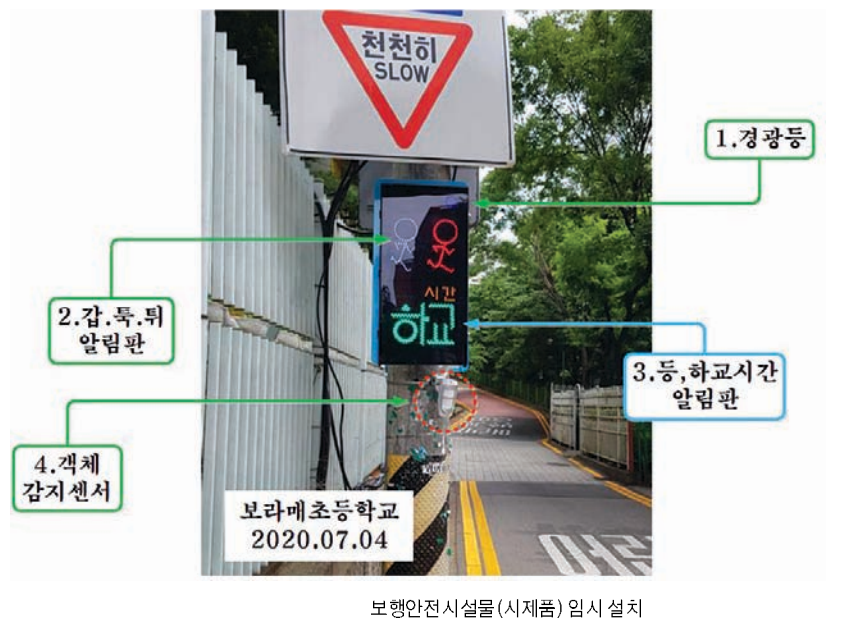 천천히
SLOW
1.경광등
시간
하교
2.갑.툭.튀
알림판
3.등,하교시간
알림판
4.객체
감지센서
보라매초등학교
2020.07.04
어린
보행안전시설물(시제품) 임시 설치